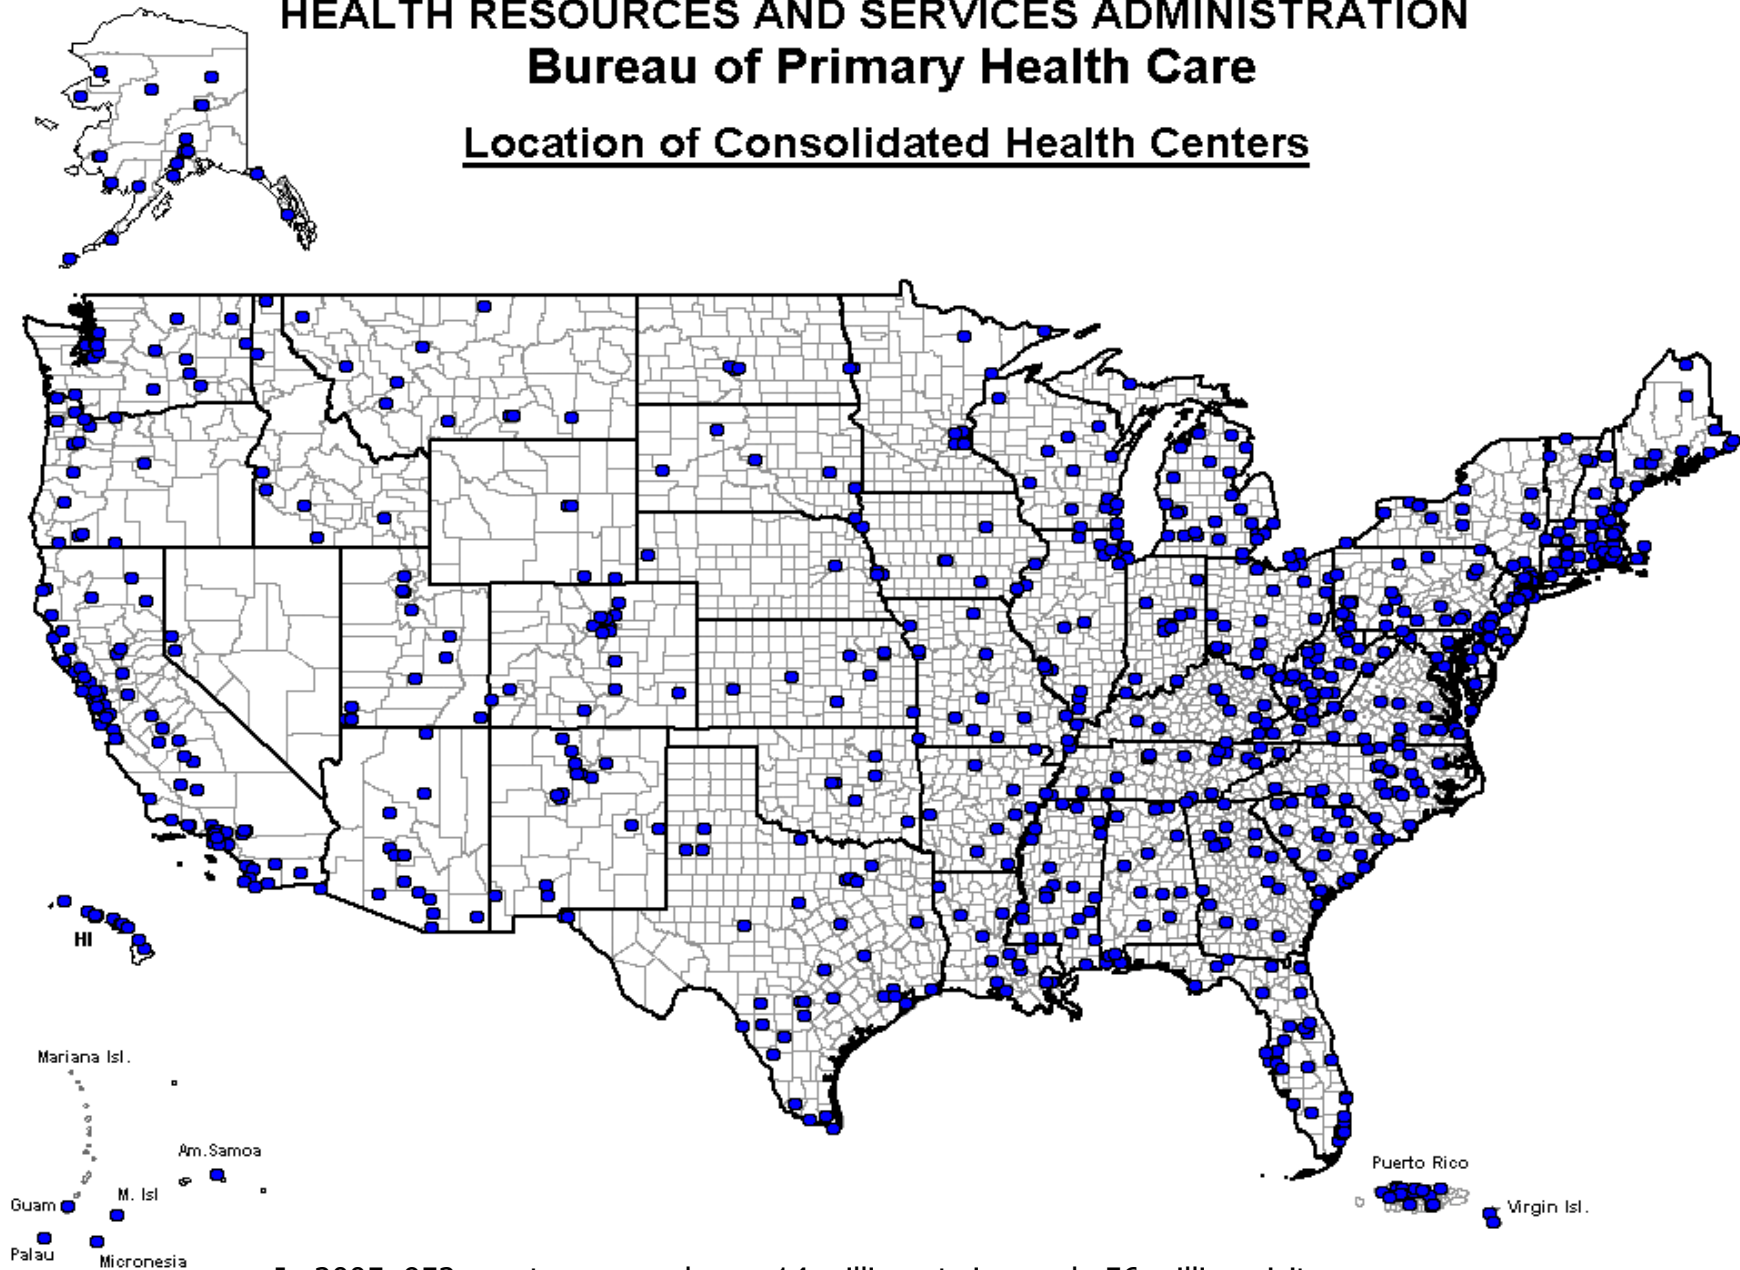 HEALTH RESOURCES AND SERVICES ADMINISTRATION
Bureau of Primary Health Care
Location of Consolidated Health Centers
HI
Mariana Isl.
Am.Samoa
M. Isl
Guam
Palau
Micronesia
Puerto Rico
Virgin Isl.